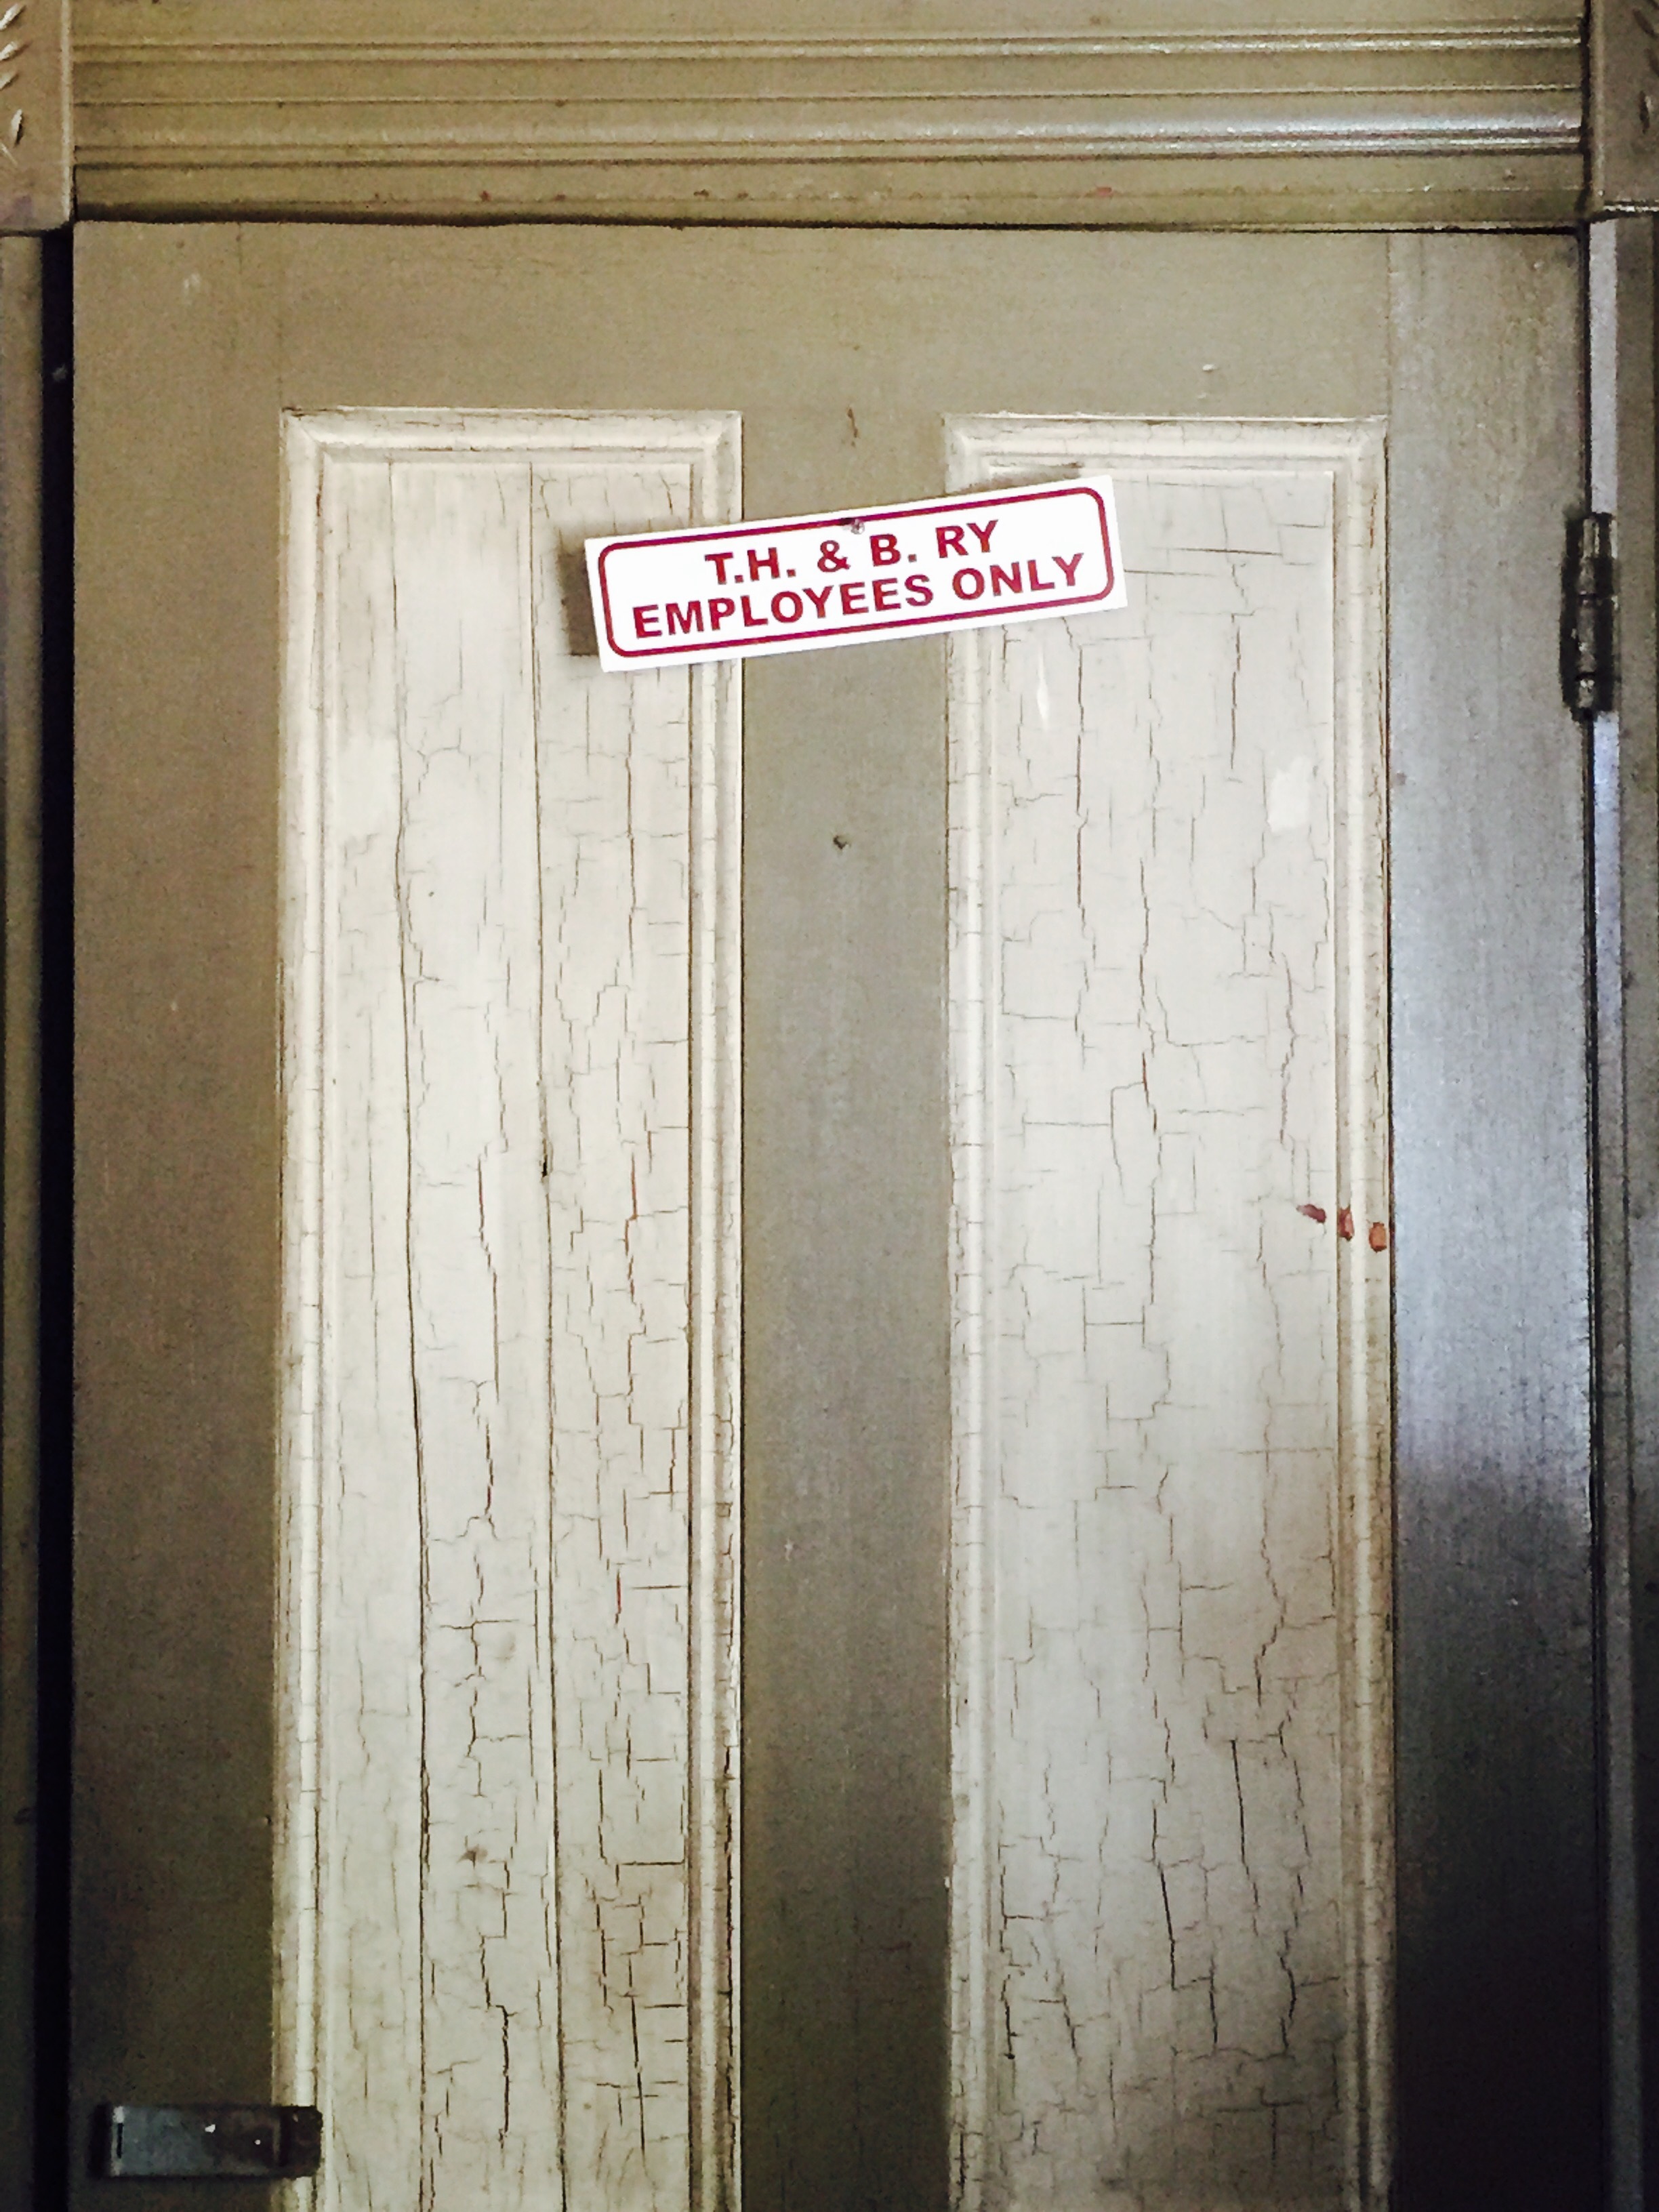 T.H. & B. RY
EMPLOYEES ONLY